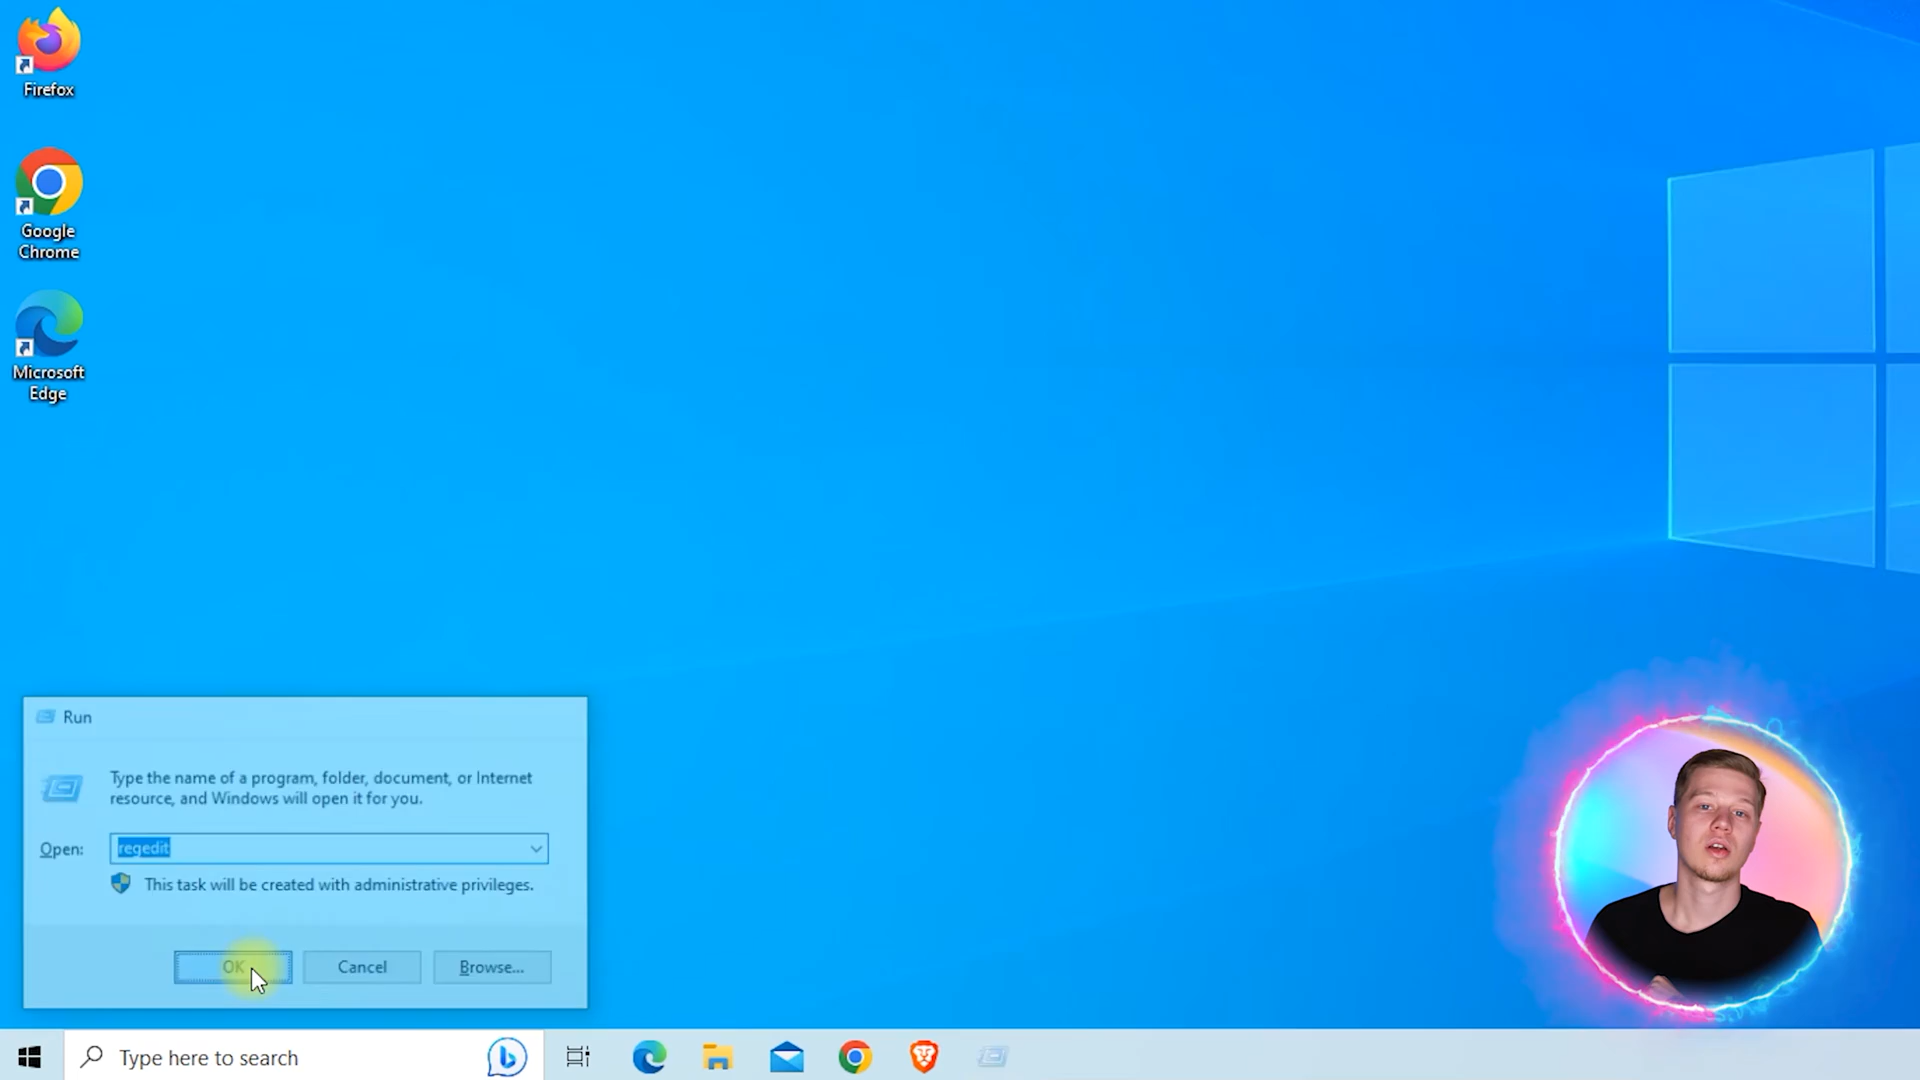 Firefox
Google
Chrome
Microsoft
Edge
Run
Type the name of a program, folder, document, or Internet
resource, and Windows will open it for you.
Open: regedit
This task will be created with administrative privileges.
OK Cancel Browse...
Type here to search